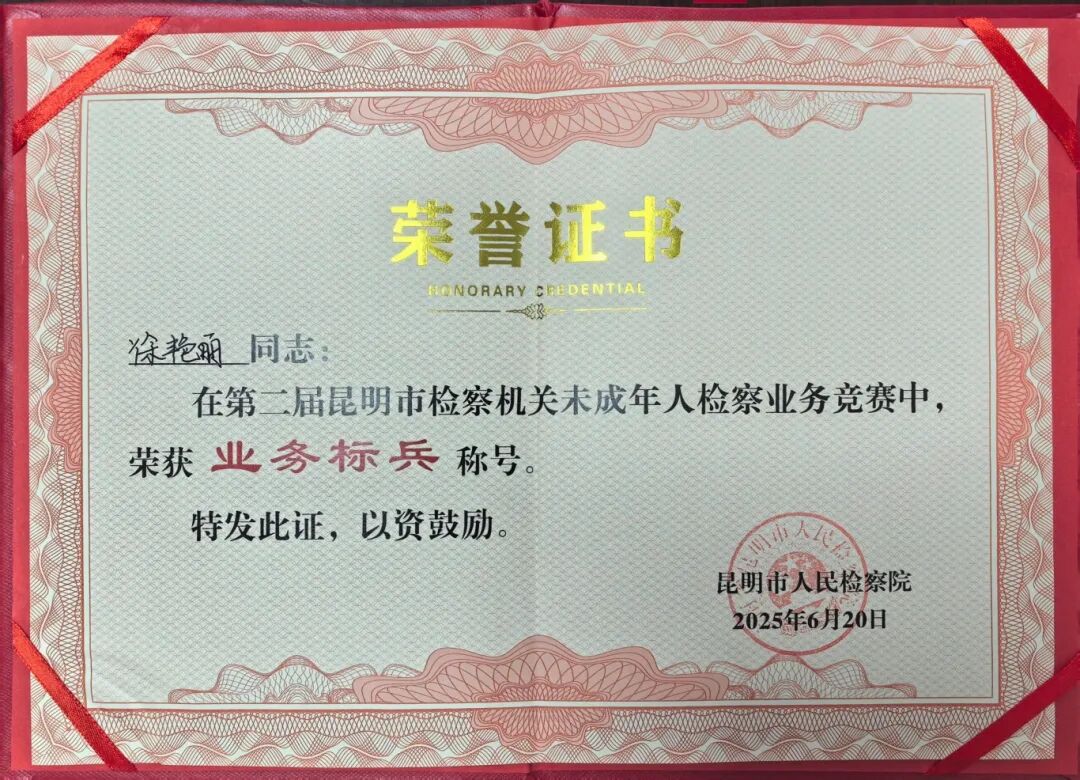 荣誉证书
HONORARY CREDENTIAL
徐艳丽 同志：
在第二届昆明市检察机关未成年人检察业务竞赛中，
荣获 业务标兵 称号。
特发此证，以资鼓励。
昆明市人民检察院
2025年6月20日